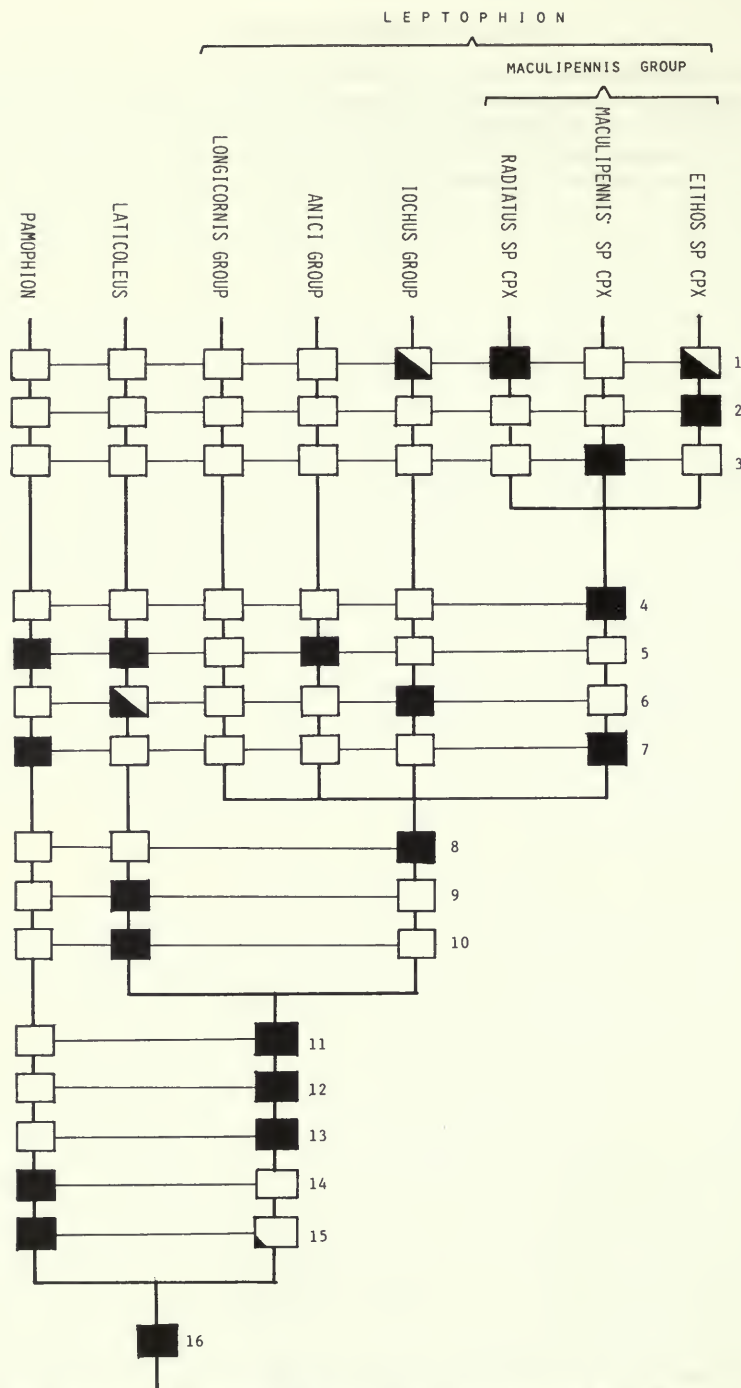 LEPTOPHION
MACULIPENNIS GROUP
PAMOPHION
LATICOLEUS
LONGICORNIS GROUP
ANICI GROUP
IOCHUS GROUP
RADIATUS SP CPX
MACULIPENNIS SP CPX
EITHOS SP CPX
1
2
3
4
5
6
7
8
9
10
11
12
13
14
15
16